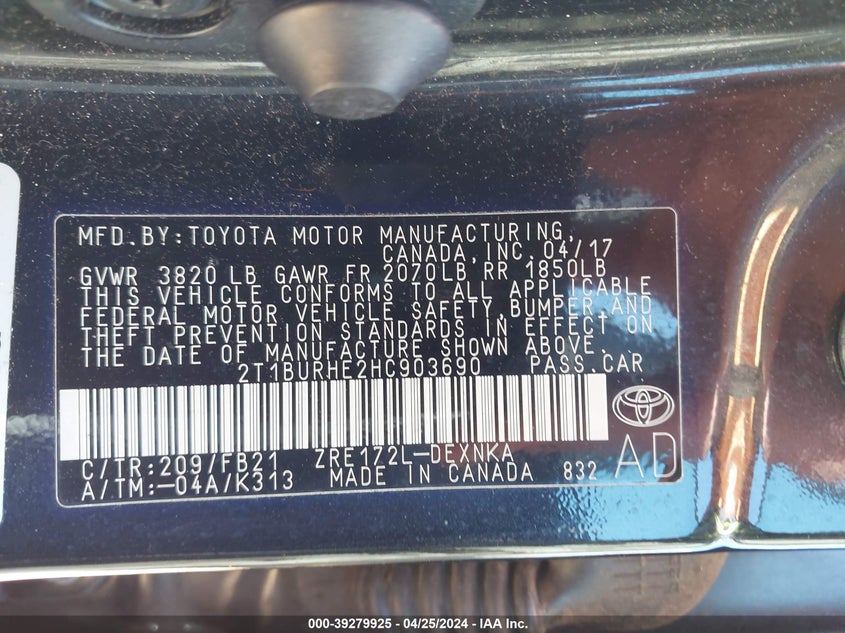 MFD.BY:TOYOTA MOTOR MANUFACTURING,
CANADA,INC. 04/17
GVWR 3820 LB GAWR FR 2070LB RR 1850LB
THIS VEHICLE CONFORMS TO ALL APPLICABLE
FEDERAL MOTOR VEHICLE SAFETY,BUMPER,AND
THEFT PREVENTION STANDARDS IN EFFECT ON
THE DATE OF MANUFACTURE SHOWN ABOVE.
2T1BURHE2HC903690 PASS.CAR
C/TR:209/FB21 ZRE172L-DEXNKA
A/TM:-04A/K313 MADE IN CANADA 832 AD
000-39279925 - 04/25/2024 - IAA Inc.